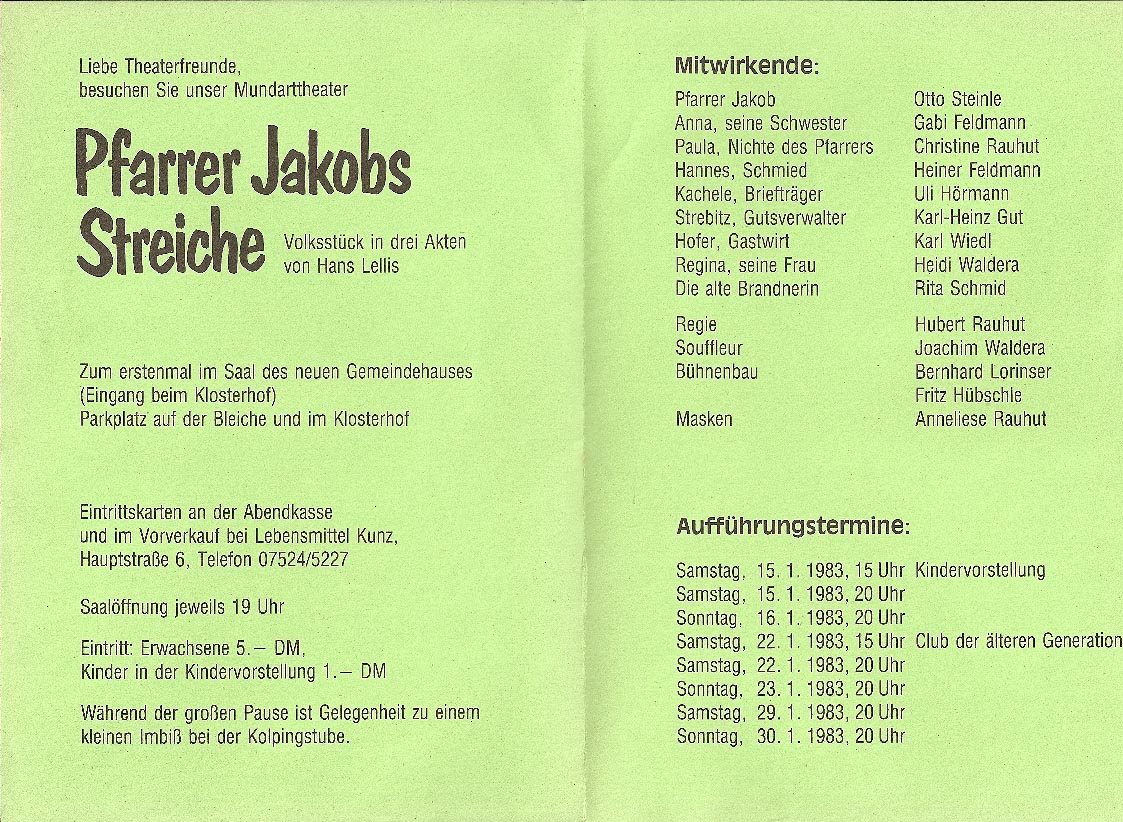 Liebe Theaterfreunde,
besuchen Sie unser Mundarttheater
Pfarrer Jakobs
Streiche
Volksstück in drei Akten
von Hans Lellis
Zum erstenmal im Saal des neuen Gemeindehauses
(Eingang beim Klosterhof)
Parkplatz auf der Bleiche und im Klosterhof
Eintrittskarten an der Abendkasse
und im Vorverkauf bei Lebensmittel Kunz,
Hauptstraße 6, Telefon 07524/5227
Saalöffnung jeweils 19 Uhr
Eintritt: Erwachsene 5.– DM,
Kinder in der Kindervorstellung 1.– DM
Während der großen Pause ist Gelegenheit zu einem
kleinen Imbiß bei der Kolpingstube.
Mitwirkende:
Pfarrer Jakob Otto Steinle
Anna, seine Schwester Gabi Feldmann
Paula, Nichte des Pfarrers Christine Rauhut
Hannes, Schmied Heiner Feldmann
Kachele, Briefträger Uli Hörmann
Strebitz, Gutsverwalter Karl-Heinz Gut
Hofer, Gastwirt Karl Wiedl
Regina, seine Frau Heidi Waldera
Die alte Brandnerin Rita Schmid
Regie Hubert Rauhut
Souffleur Joachim Waldera
Bühnenbau Bernhard Lorinser
Fritz Hübschle
Masken Anneliese Rauhut
Aufführungstermine:
Samstag, 15. 1. 1983, 15 Uhr Kindervorstellung
Samstag, 15. 1. 1983, 20 Uhr
Sonntag, 16. 1. 1983, 20 Uhr
Samstag, 22. 1. 1983, 15 Uhr Club der älteren Generation
Samstag, 22. 1. 1983, 20 Uhr
Sonntag, 23. 1. 1983, 20 Uhr
Samstag, 29. 1. 1983, 20 Uhr
Sonntag, 30. 1. 1983, 20 Uhr